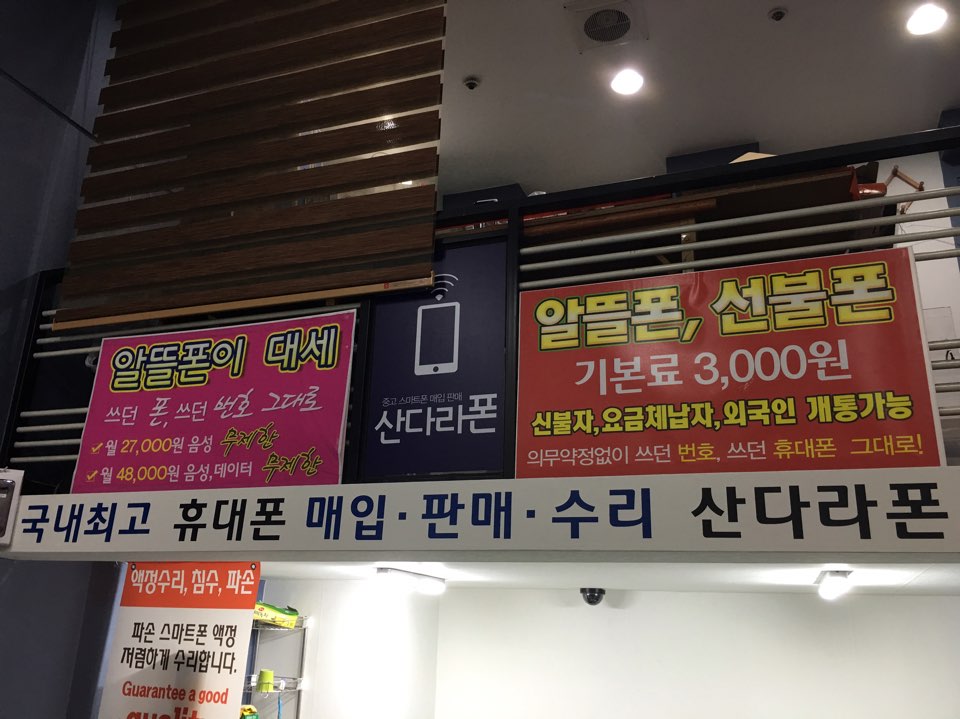 알뜰폰이 대세
쓰던 폰, 쓰던 번호 그대로
월 27,000원 음성 무제한
월 48,000원 음성, 데이터 무제한
중고 스마트폰 매입 판매
산다라폰
알뜰폰, 선불폰
기본료 3,000원
신불자,요금체납자,외국인 개통가능
의무약정없이 쓰던 번호, 쓰던 휴대폰 그대로!
국내최고 휴대폰 매입·판매·수리 산다라폰
액정수리, 침수, 파손
파손 스마트폰 액정
저렴하게 수리합니다.
Guarantee a good